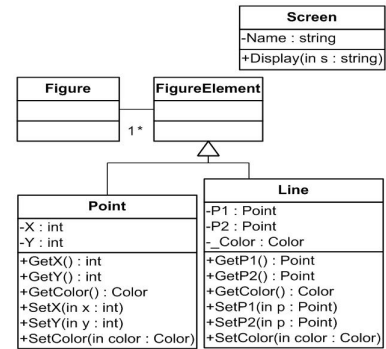 Screen
-Name : string
+Display(in s : string)
Figure
FigureElement
1 *
Point
-X : int
-Y : int
+GetX() : int
+GetY() : int
+GetColor() : Color
+SetX(in x : int)
+SetY(in y : int)
+SetColor(in color : Color)
Line
-P1 : Point
-P2 : Point
-_Color : Color
+GetP1() : Point
+GetP2() : Point
+GetColor() : Color
+SetP1(in p : Point)
+SetP2(in p : Point)
+SetColor(in color : Color)